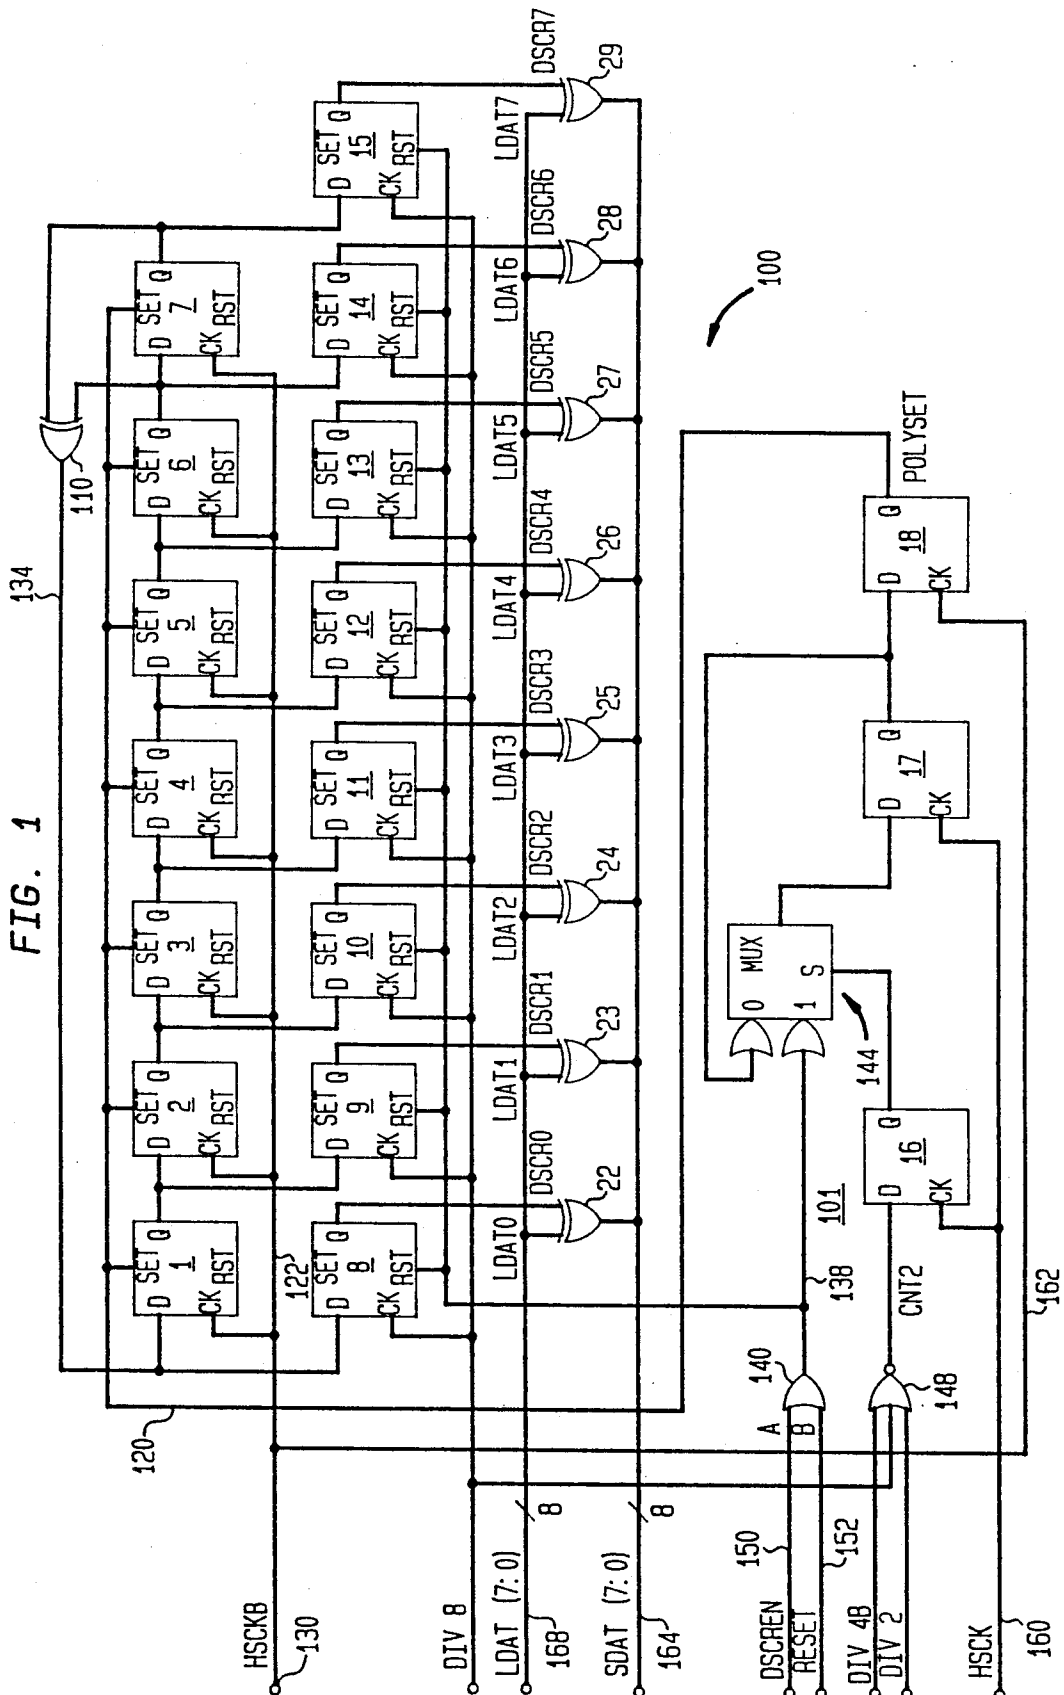 FIG. 1
134
110
120
D SET Q
1
CK RST
D SET Q
2
CK RST
D SET Q
3
CK RST
D SET Q
4
CK RST
D SET Q
5
CK RST
D SET Q
6
CK RST
D SET Q
7
CK RST
HSCKB
130
122
D SET Q
8
CK RST
D SET Q
9
CK RST
D SET Q
10
CK RST
D SET Q
11
CK RST
D SET Q
12
CK RST
D SET Q
13
CK RST
D SET Q
14
CK RST
D SET Q
15
CK RST
DIV 8
LDAT (7:0)
168
8
LDAT0
DSCR0
22
LDAT1
DSCR1
23
LDAT2
DSCR2
24
LDAT3
DSCR3
25
LDAT4
DSCR4
26
LDAT5
DSCR5
27
LDAT6
DSCR6
28
LDAT7
DSCR7
29
SDAT (7:0)
164
8
100
150
DSCREN
RESET
152
A
B
140
138
101
0 MUX
1 S
144
DIV 4B
DIV 2
148
CNT2
D Q
16
CK
D Q
17
CK
D Q
18
CK
POLYSET
HSCK
160
162